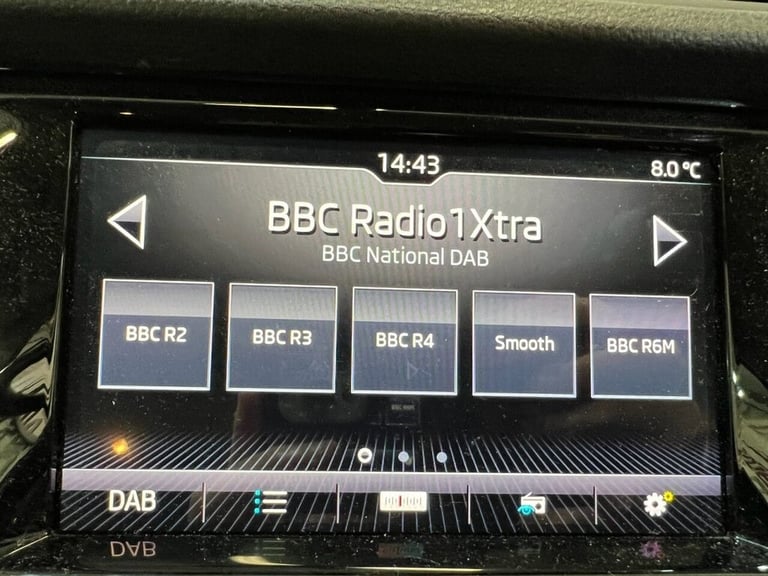 14:43
8.0 °C
BBC Radio1Xtra
BBC National DAB
BBC R2
BBC R3
BBC R4
Smooth
BBC R6M
DAB